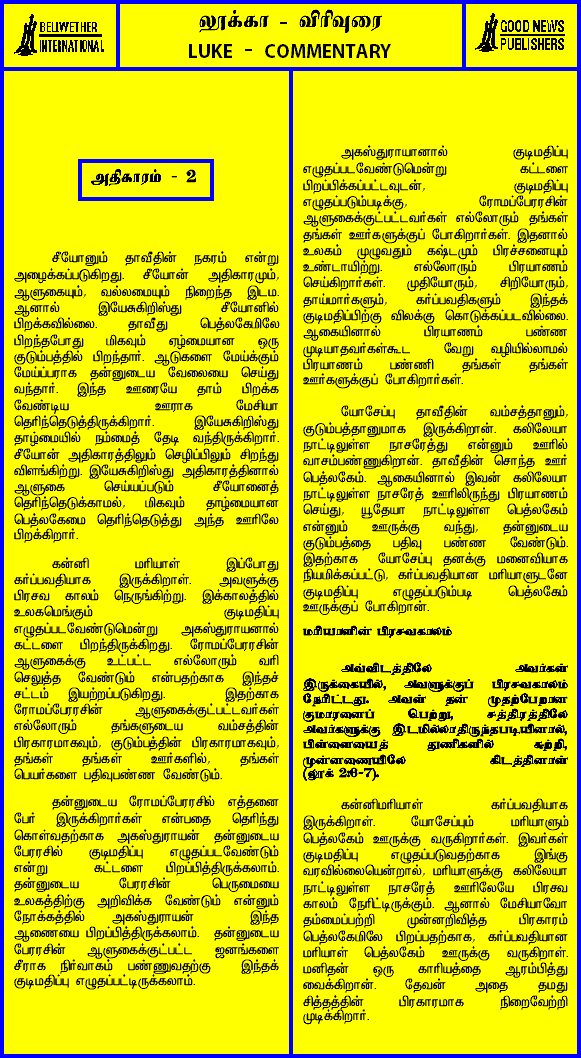 BELLWETHER
INTERNATIONAL
லூக்கா - விரிவுரை
LUKE - COMMENTARY
GOOD NEWS
PUBLISHERS
அதிகாரம் - 2
சீயோனும் தாவீதின் நகரம் என்று
அழைக்கப்படுகிறது. சீயோன் அதிகாரமும்,
ஆளுகையும், வல்லமையும் நிறைந்த இடம.
ஆனால் இயேசுகிறிஸ்து சீயோனில்
பிறக்கவில்லை. தாவீது பெத்லகேமிலே
பிறந்தபோது மிகவும் எழ்மையான ஒரு
குடும்பத்தில் பிறந்தார். ஆடுகளை மேய்க்கும்
மேய்ப்பராக தன்னுடைய வேலையை செய்து
வந்தார். இந்த ஊரையே தாம் பிறக்க
வேண்டிய ஊராக மேசியா
தெரிந்தெடுத்திருக்கிறார். இயேசுகிறிஸ்து
தாழ்மையில் நம்மைத் தேடி வந்திருக்கிறார்.
சீயோன் அதிகாரத்திலும் செழிப்பிலும் சிறந்து
விளங்கிற்று. இயேசுகிறிஸ்து அதிகாரத்தினால்
ஆளுகை செய்யப்படும் சீயோனைத்
தெரிந்தெடுக்காமல், மிகவும் தாழ்மையான
பெத்லகேமை தெரிந்தெடுத்து அந்த ஊரிலே
பிறக்கிறார்.
கன்னி மரியாள் இப்போது
கர்ப்பவதியாக இருக்கிறாள். அவளுக்கு
பிரசவ காலம் நெருங்கிற்று. இக்காலத்தில்
உலகமெங்கும் குடிமதிப்பு
எழுதப்படவேண்டுமென்று அகஸ்துராயனால்
கட்டளை பிறந்திருக்கிறது. ரோமப்பேரரசின்
ஆளுகைக்கு உட்பட்ட எல்லோரும் வரி
செலுத்த வேண்டும் என்பதற்காக இந்தச்
சட்டம் இயற்றப்படுகிறது. இதற்காக
ரோமப்பேரரசின் ஆளுகைக்குட்பட்டவர்கள்
எல்லோரும் தங்களுடைய வம்சத்தின்
பிரகாரமாகவும், குடும்பத்தின் பிரகாரமாகவும்,
தங்கள் தங்கள் ஊர்களில், தங்கள்
பெயர்களை பதிவுபண்ண வேண்டும்.
தன்னுடைய ரோமப்பேரரசில் எத்தனை
பேர் இருக்கிறார்கள் என்பதை தெரிந்து
கொள்வதற்காக அகஸ்துராயன் தன்னுடைய
பேரரசில் குடிமதிப்பு எழுதப்படவேண்டும்
என்று கட்டளை பிறப்பித்திருக்கலாம்.
தன்னுடைய பேரரசின் பெருமையை
உலகத்திற்கு அறிவிக்க வேண்டும் என்னும்
நோக்கத்தில் அகஸ்துராயன் இந்த
ஆணையை பிறப்பித்திருக்கலாம். தன்னுடைய
பேரரசின் ஆளுகைக்குட்பட்ட ஜனங்களை
சீராக நிர்வாகம் பண்ணுவதற்கு இந்தக்
குடிமதிப்பு எழுதப்பட்டிருக்கலாம்.
அகஸ்துராயானால் குடிமதிப்பு
எழுதப்படவேண்டுமென்று கட்டளை
பிறப்பிக்கப்பட்டவுடன், குடிமதிப்பு
எழுதப்படும்படிக்கு, ரோமப்பேரரசின்
ஆளுகைக்குட்பட்டவர்கள் எல்லோரும் தங்கள்
தங்கள் ஊர்களுக்குப் போகிறார்கள். இதனால்
உலகம் முழுவதும் கஷ்டமும் பிரச்சனையும்
உண்டாயிற்று. எல்லோரும் பிரயாணம்
செய்கிறார்கள். முதியோரும், சிறியோரும்,
தாய்மார்களும், கர்ப்பவதிகளும் இந்தக்
குடிமதிப்பிற்கு விலக்கு கொடுக்கப்படவில்லை.
ஆகையினால் பிரயாணம் பண்ண
முடியாதவர்கள்கூட வேறு வழியில்லாமல்
பிரயாணம் பண்ணி தங்கள் தங்கள்
ஊர்களுக்குப் போகிறார்கள்.
யோசேப்பு தாவீதின் வம்சத்தானும்,
குடும்பத்தானுமாக இருக்கிறான். கலிலேயா
நாட்டிலுள்ள நாசரேத்து என்னும் ஊரில்
வாசம்பண்ணுகிறான். தாவீதின் சொந்த ஊர்
பெத்லகேம். ஆகையினால் இவன் கலிலேயா
நாட்டிலுள்ள நாசரேத் ஊரிலிருந்து பிரயாணம்
செய்து, யூதேயா நாட்டிலுள்ள பெத்லகேம்
என்னும் ஊருக்கு வந்து, தன்னுடைய
குடும்பத்தை பதிவு பண்ண வேண்டும்.
இதற்காக யோசேப்பு தனக்கு மனைவியாக
நியமிக்கப்பட்டு, கர்ப்பவதியான மரியாளுடனே
குடிமதிப்பு எழுதப்படும்படி பெத்லகேம்
ஊருக்குப் போகிறான்.
மரியாளின் பிரசவகாலம்
அவ்விடத்திலே அவர்கள்
இருக்கையில், அவளுக்குப் பிரசவகாலம்
நேரிட்டது. அவள் தன் முதற்பேறான
குமாரனைப் பெற்று, சத்திரத்திலே
அவர்களுக்கு இடமில்லாதிருந்தபடியினால்,
பிள்ளையைத் துணிகளில் சுற்றி,
முன்னணையிலே கிடத்தினாள்
(லூக் 2:6-7).
கன்னிமரியாள் கர்ப்பவதியாக
இருக்கிறாள். யோசேப்பும் மரியாளும்
பெத்லகேம் ஊருக்கு வருகிறார்கள். இவர்கள்
குடிமதிப்பு எழுதப்படுவதற்காக இங்கு
வரவில்லையென்றால், மரியாளுக்கு கலிலேயா
நாட்டிலுள்ள நாசரேத் ஊரிலேயே பிரசவ
காலம் நேரிட்டிருக்கும். ஆனால் மேசியாவோ
தம்மைப்பற்றி முன்னறிவித்த பிரகாரம்
பெத்லகேமிலே பிறப்பதற்காக, கர்ப்பவதியான
மரியாள் பெத்லகேம் ஊருக்கு வருகிறாள்.
மனிதன் ஒரு காரியத்தை ஆரம்பித்து
வைக்கிறான். தேவன் அதை தமது
சித்தத்தின் பிரகாரமாக நிறைவேற்றி
முடிக்கிறார்.